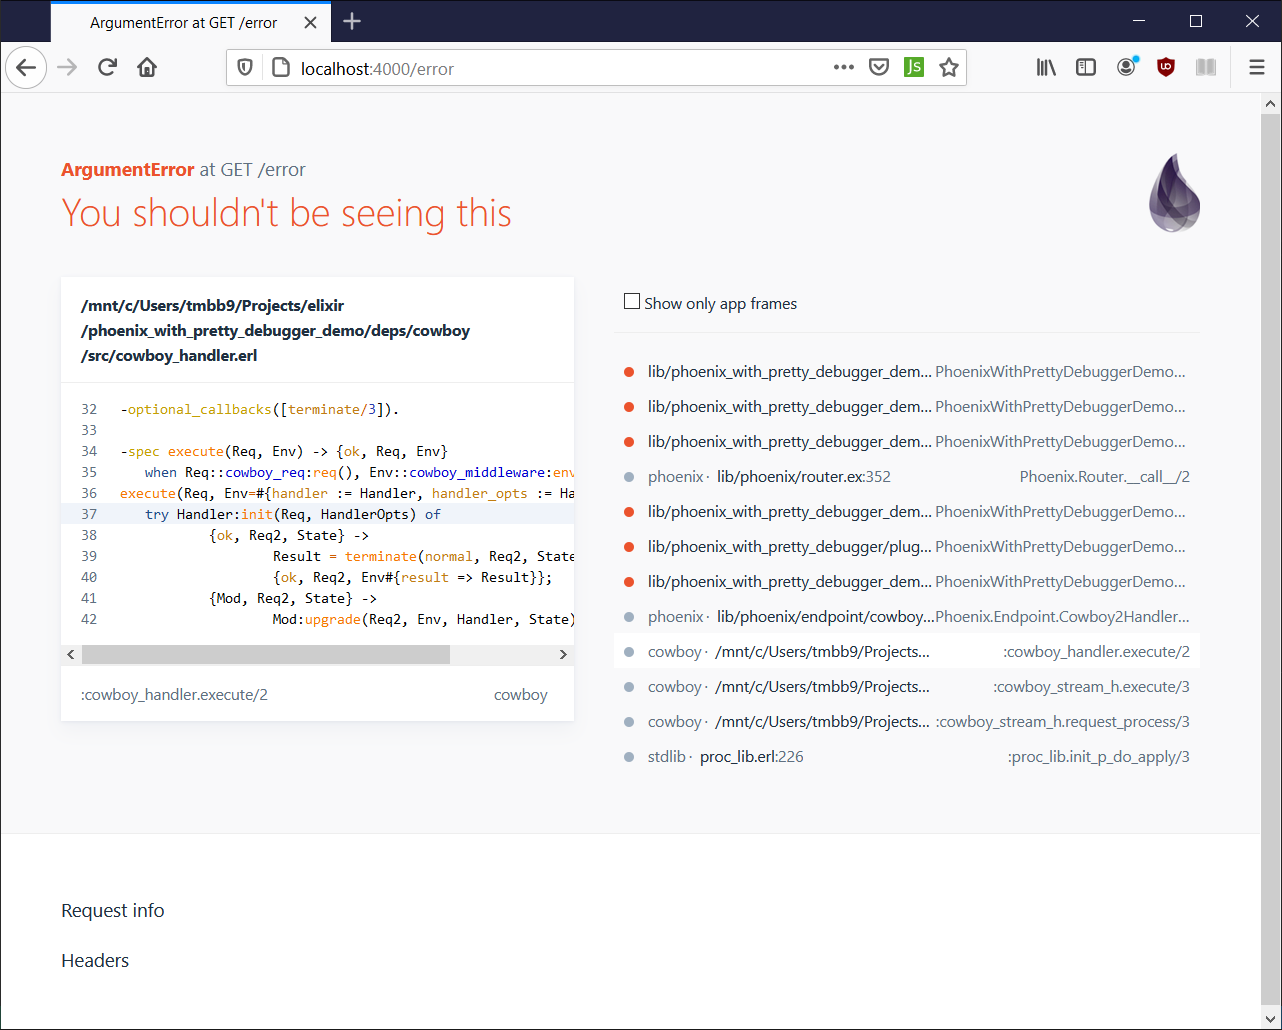 ArgumentError at GET /error
localhost:4000/error
JS
ArgumentError at GET /error
You shouldn't be seeing this
/mnt/c/Users/tmbb9/Projects/elixir
/phoenix_with_pretty_debugger_demo/deps/cowboy
/src/cowboy_handler.erl
32 -optional_callbacks([terminate/3]).
33
34 -spec execute(Req, Env) -> {ok, Req, Env}
35 when Req::cowboy_req:req(), Env::cowboy_middleware:env
36 execute(Req, Env=#{handler := Handler, handler_opts := Ha
37 try Handler:init(Req, HandlerOpts) of
38 {ok, Req2, State} ->
39 Result = terminate(normal, Req2, State
40 {ok, Req2, Env#{result => Result}};
41 {Mod, Req2, State} ->
42 Mod:upgrade(Req2, Env, Handler, State)
:cowboy_handler.execute/2 cowboy
Show only app frames
lib/phoenix_with_pretty_debugger_dem... PhoenixWithPrettyDebuggerDemo...
lib/phoenix_with_pretty_debugger_dem... PhoenixWithPrettyDebuggerDemo...
lib/phoenix_with_pretty_debugger_dem... PhoenixWithPrettyDebuggerDemo...
phoenix · lib/phoenix/router.ex:352 Phoenix.Router.__call__/2
lib/phoenix_with_pretty_debugger_dem... PhoenixWithPrettyDebuggerDemo...
lib/phoenix_with_pretty_debugger/plug... PhoenixWithPrettyDebuggerDemo...
lib/phoenix_with_pretty_debugger_dem... PhoenixWithPrettyDebuggerDemo...
phoenix · lib/phoenix/endpoint/cowboy... Phoenix.Endpoint.Cowboy2Handler...
cowboy · /mnt/c/Users/tmbb9/Projects... :cowboy_handler.execute/2
cowboy · /mnt/c/Users/tmbb9/Projects... :cowboy_stream_h.execute/3
cowboy · /mnt/c/Users/tmbb9/Projects... :cowboy_stream_h.request_process/3
stdlib · proc_lib.erl:226 :proc_lib.init_p_do_apply/3
Request info
Headers